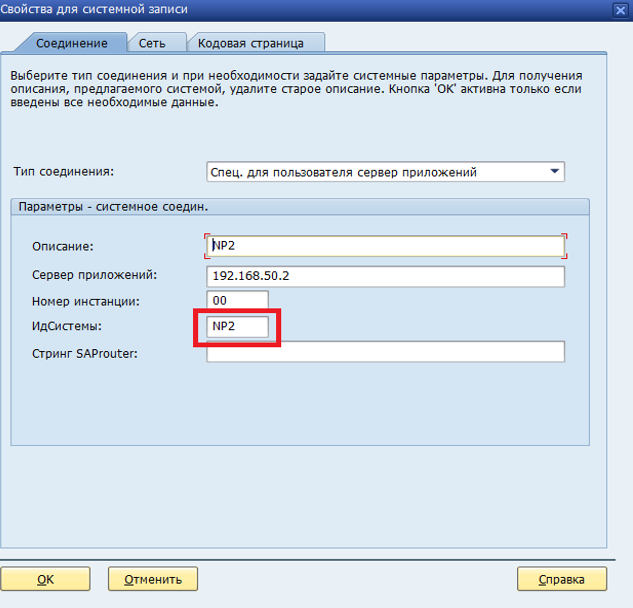 Свойства для системной записи
Соединение Сеть Кодовая страница
Выберите тип соединения и при необходимости задайте системные параметры. Для получения
описания, предлагаемого системой, удалите старое описание. Кнопка 'OK' активна только если
введены все необходимые данные.
Тип соединения: Спец. для пользователя сервер приложений
Параметры - системное соедин.
Описание: NP2
Сервер приложений: 192.168.50.2
Номер инстанции: 00
ИдСистемы: NP2
Стринг SAProuter:
OK Отменить Справка